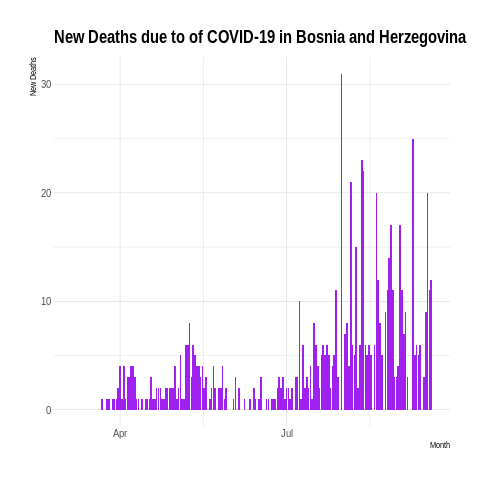 New Deaths due to of COVID-19 in Bosnia and Herzegovina
New Deaths
30
20
10
0
Apr
Jul
Month